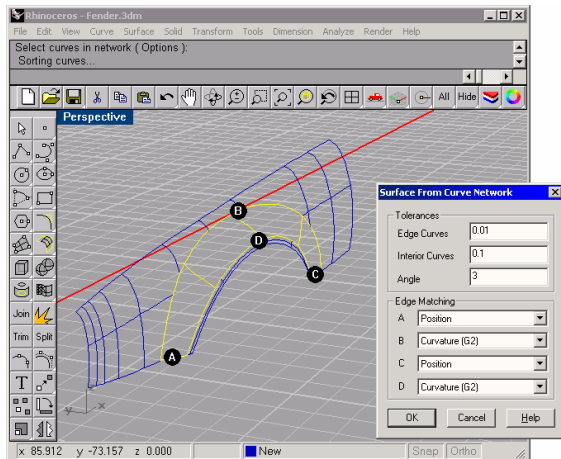 Rhinoceros - Fender.3dm
File Edit View Curve Surface Solid Transform Tools Dimension Analyze Render Help
Select curves in network ( Options ):
Sorting curves...
All Hide
Perspective
Surface From Curve Network
Tolerances
Edge Curves 0.01
Interior Curves 0.1
Angle 3
Edge Matching
A Position
B Curvature (G2)
C Position
D Curvature (G2)
OK Cancel Help
B
D
C
A
Join
Trim Split
T
y x
x 85.912 y -73.157 z 0.000 New Snap Ortho